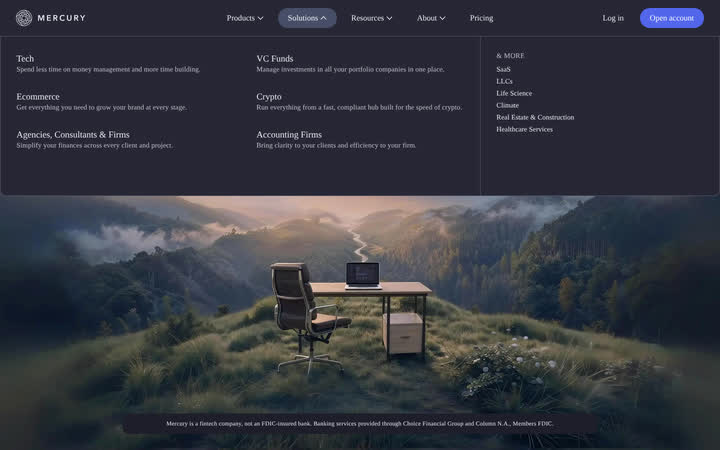 MERCURY
Products
Solutions
Resources
About
Pricing
Log in
Open account
Tech
Spend less time on money management and more time building.
Ecommerce
Get everything you need to grow your brand at every stage.
Agencies, Consultants & Firms
Simplify your finances across every client and project.
VC Funds
Manage investments in all your portfolio companies in one place.
Crypto
Run everything from a fast, compliant hub built for the speed of crypto.
Accounting Firms
Bring clarity to your clients and efficiency to your firm.
& MORE
SaaS
LLCs
Life Science
Climate
Real Estate & Construction
Healthcare Services
Mercury is a fintech company, not an FDIC-insured bank. Banking services provided through Choice Financial Group and Column N.A., Members FDIC.